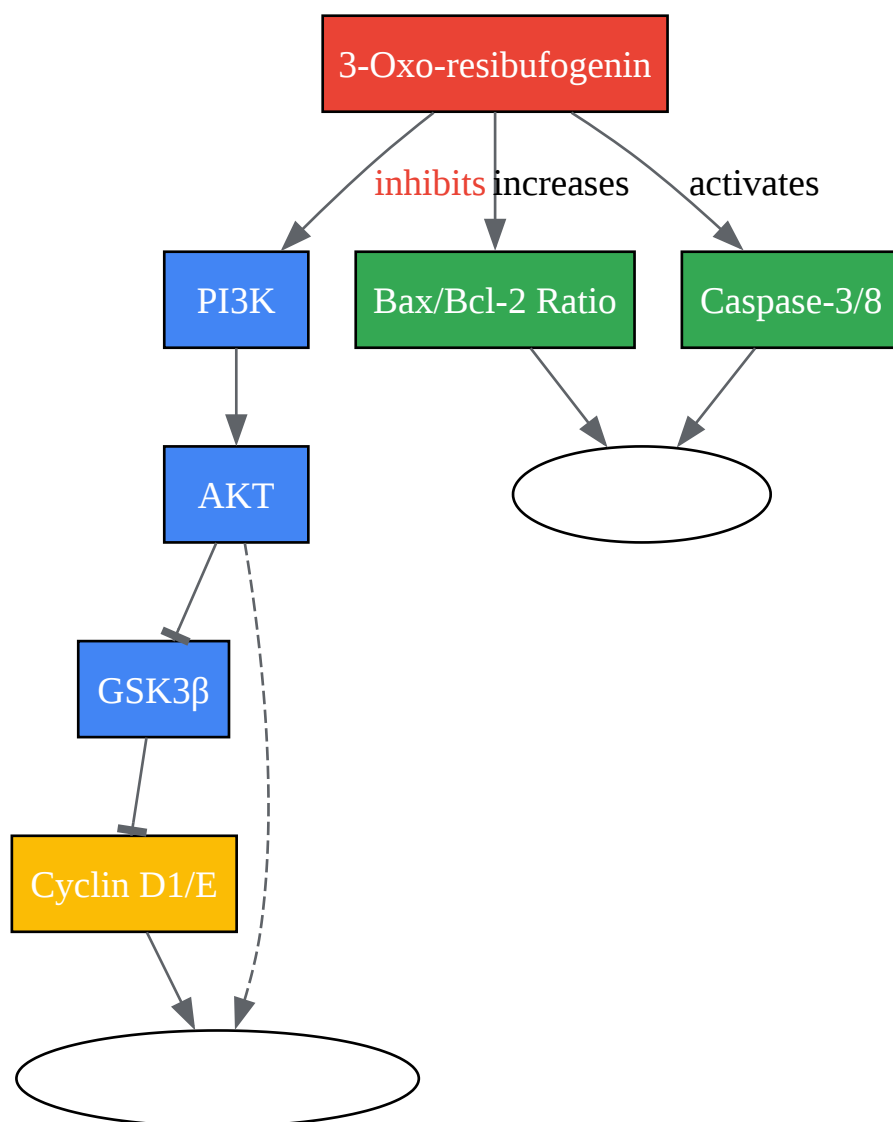 3-Oxo-resibufogenin
inhibits
increases
activates
PI3K
Bax/Bcl-2 Ratio
Caspase-3/8
AKT
GSK3β
Cyclin D1/E